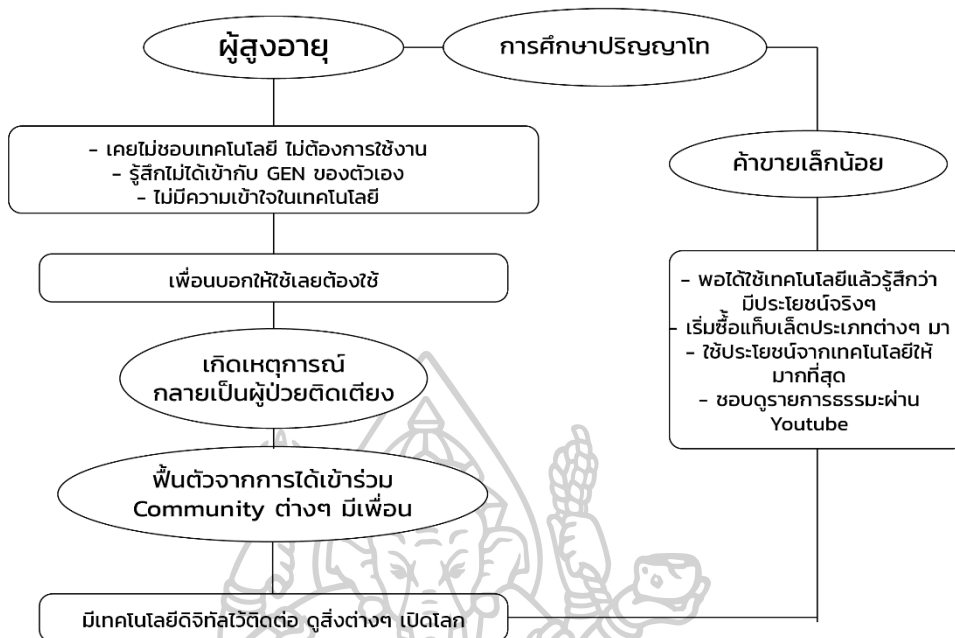 ผู้สูงอายุ
การศึกษาปริญญาโท
- เคยไม่ชอบเทคโนโลยี ไม่ต้องการใช้งาน
- รู้สึกไม่ได้เข้ากับ GEN ของตัวเอง
- ไม่มีความเข้าใจในเทคโนโลยี
เพื่อนบอกให้ใช้เลยต้องใช้
เกิดเหตุการณ์
กลายเป็นผู้ป่วยติดเตียง
ฟื้นตัวจากการได้เข้าร่วม
Community ต่างๆ มีเพื่อน
ค้าขายเล็กน้อย
- พอได้ใช้เทคโนโลยีแล้วรู้สึกว่า
มีประโยชน์จริงๆ
- เริ่มซื้อแท็บเล็ตประเภทต่างๆ มา
- ใช้ประโยชน์จากเทคโนโลยีให้
มากที่สุด
- ชอบดูรายการธรรมะผ่าน
Youtube
มีเทคโนโลยีดิจิทัลไว้ติดต่อ ดูสิ่งต่างๆ เปิดโลก